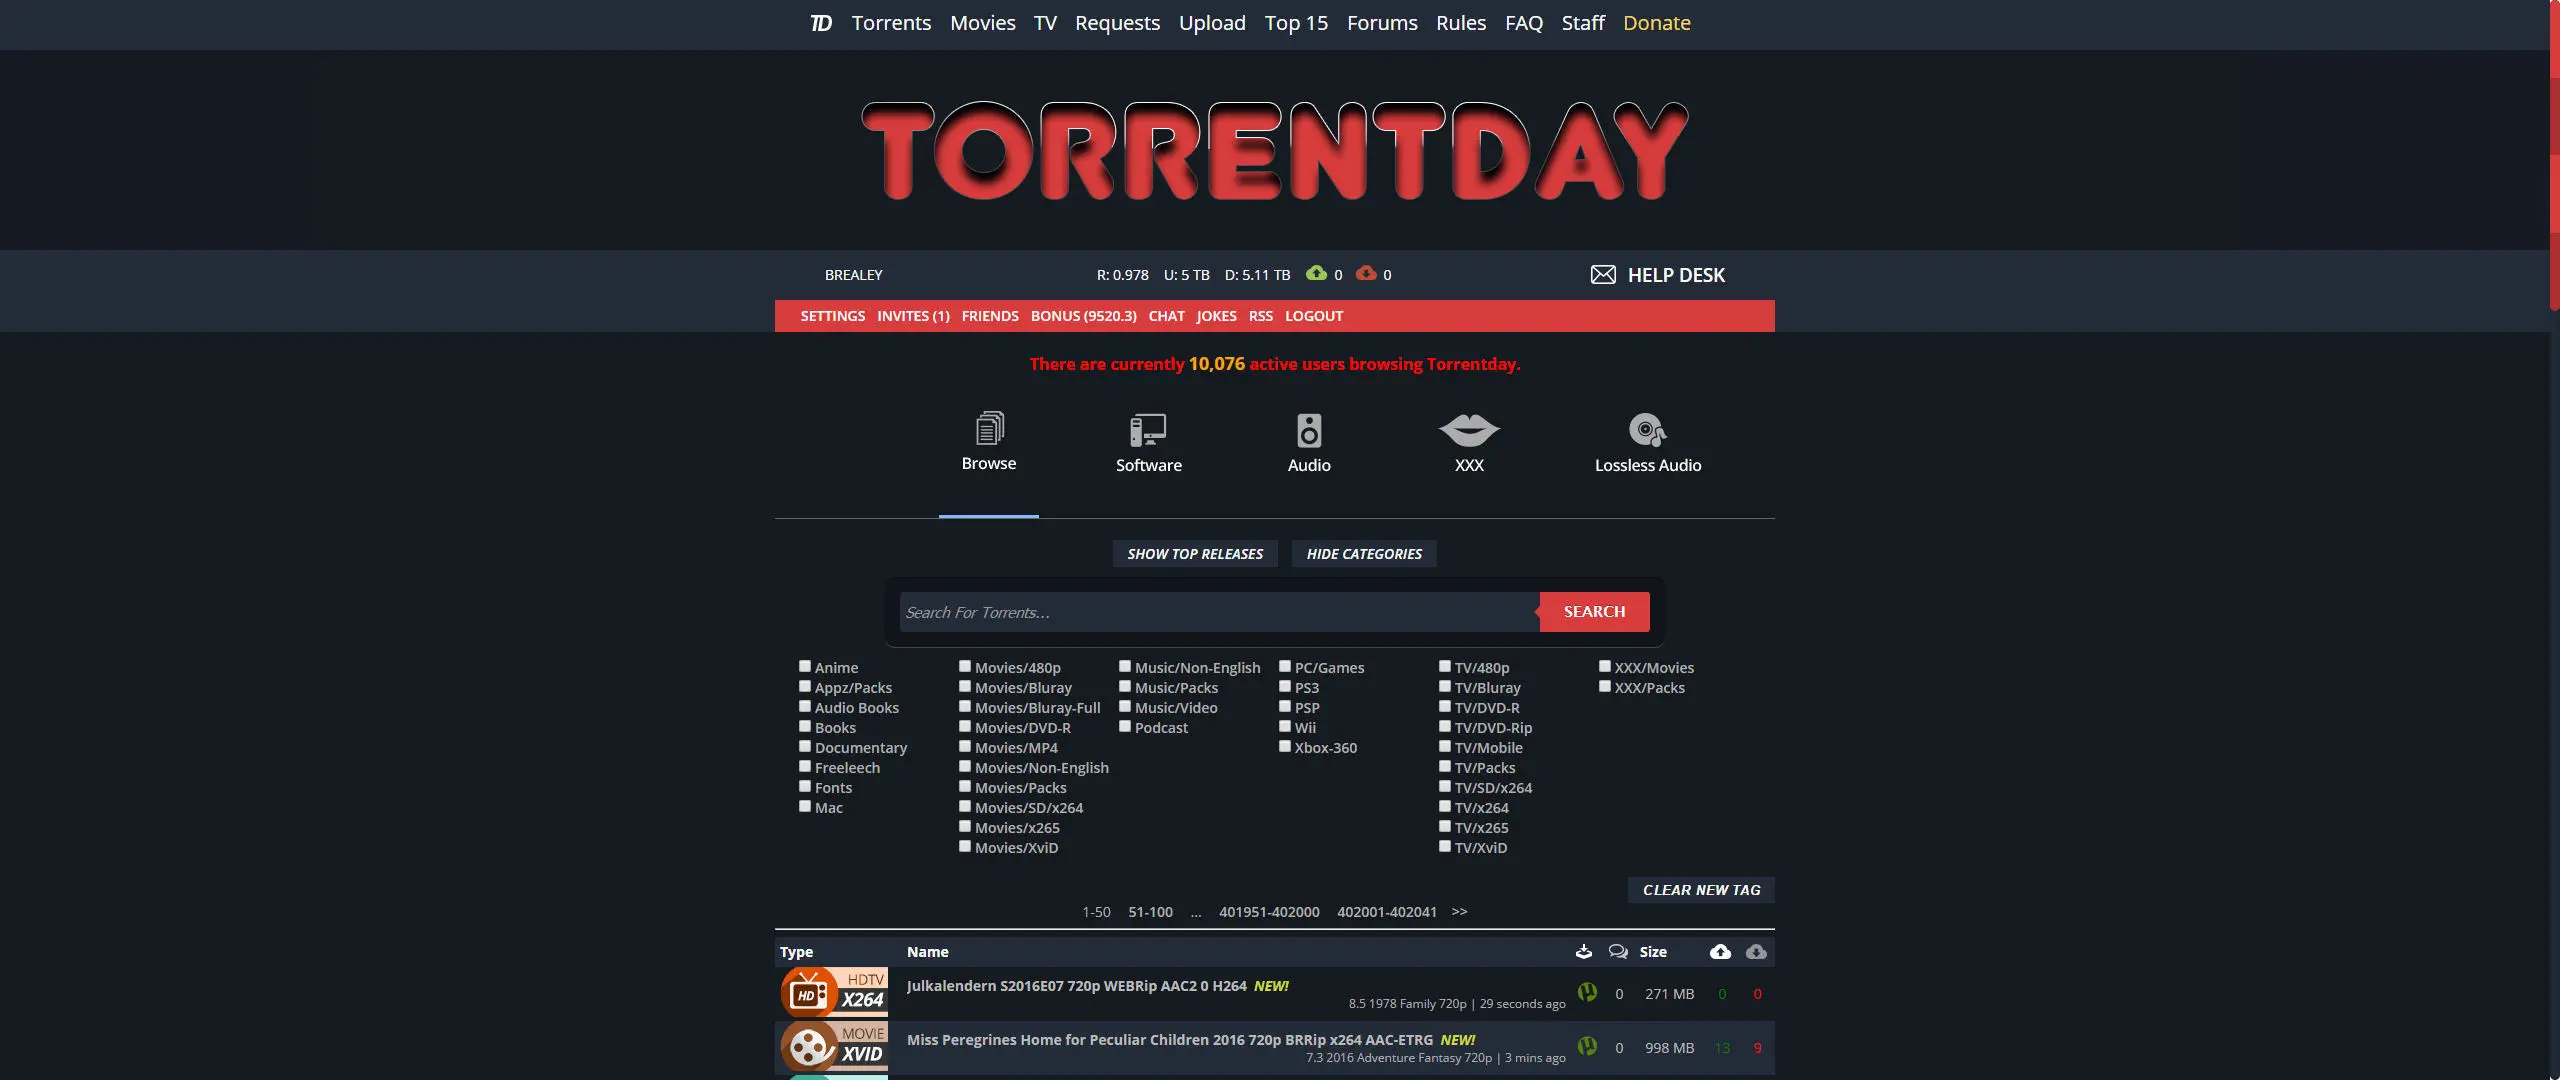 TD Torrents Movies TV Requests Upload Top 15 Forums Rules FAQ Staff Donate
TORRENTDAY
BREALEY R: 0.978 U: 5 TB D: 5.11 TB 0 0 HELP DESK
SETTINGS INVITES (1) FRIENDS BONUS (9520.3) CHAT JOKES RSS LOGOUT
There are currently 10,076 active users browsing Torrentday.
Browse Software Audio XXX Lossless Audio
SHOW TOP RELEASES HIDE CATEGORIES
Search For Torrents... SEARCH
Anime Movies/480p Music/Non-English PC/Games TV/480p XXX/Movies
Appz/Packs Movies/Bluray Music/Packs PS3 TV/Bluray XXX/Packs
Audio Books Movies/Bluray-Full Music/Video PSP TV/DVD-R
Books Movies/DVD-R Podcast Wii TV/DVD-Rip
Documentary Movies/MP4 Xbox-360 TV/Mobile
Freeleech Movies/Non-English TV/Packs
Fonts Movies/Packs TV/SD/x264
Mac Movies/SD/x264 TV/x264
Movies/x265 TV/x265
Movies/XviD TV/XviD
CLEAR NEW TAG
1-50 51-100 ... 401951-402000 402001-402041 >>
Type Name Size
HD HDTV X264 Julkalendern S2016E07 720p WEBRip AAC2 0 H264 NEW! 0 271 MB 0 0
8.5 1978 Family 720p | 29 seconds ago
MOVIE XVID Miss Peregrines Home for Peculiar Children 2016 720p BRRip x264 AAC-ETRG NEW! 0 998 MB 13 9
7.3 2016 Adventure Fantasy 720p | 3 mins ago